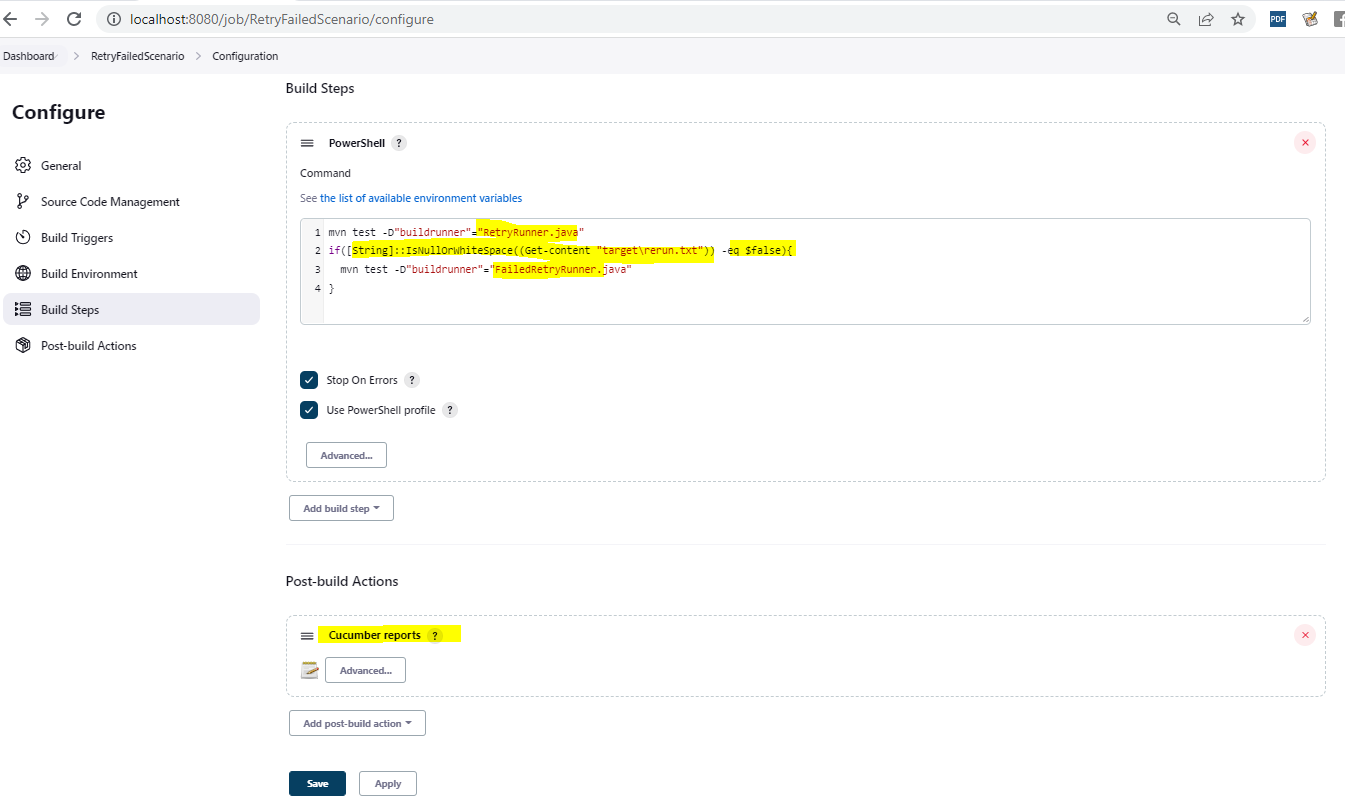 localhost:8080/job/RetryFailedScenario/configure
PDF
Dashboard > RetryFailedScenario > Configuration
Configure
General
Source Code Management
Build Triggers
Build Environment
Build Steps
Post-build Actions
Build Steps
PowerShell ?
Command
See the list of available environment variables
1 mvn test -D"buildrunner"="RetryRunner.java"
2 if([String]::IsNullOrWhiteSpace((Get-content "target\rerun.txt")) -eq $false){
3 mvn test -D"buildrunner"="FailedRetryRunner.java"
4 }
Stop On Errors ?
Use PowerShell profile ?
Advanced...
Add build step
Post-build Actions
Cucumber reports ?
Advanced...
Add post-build action
Save Apply